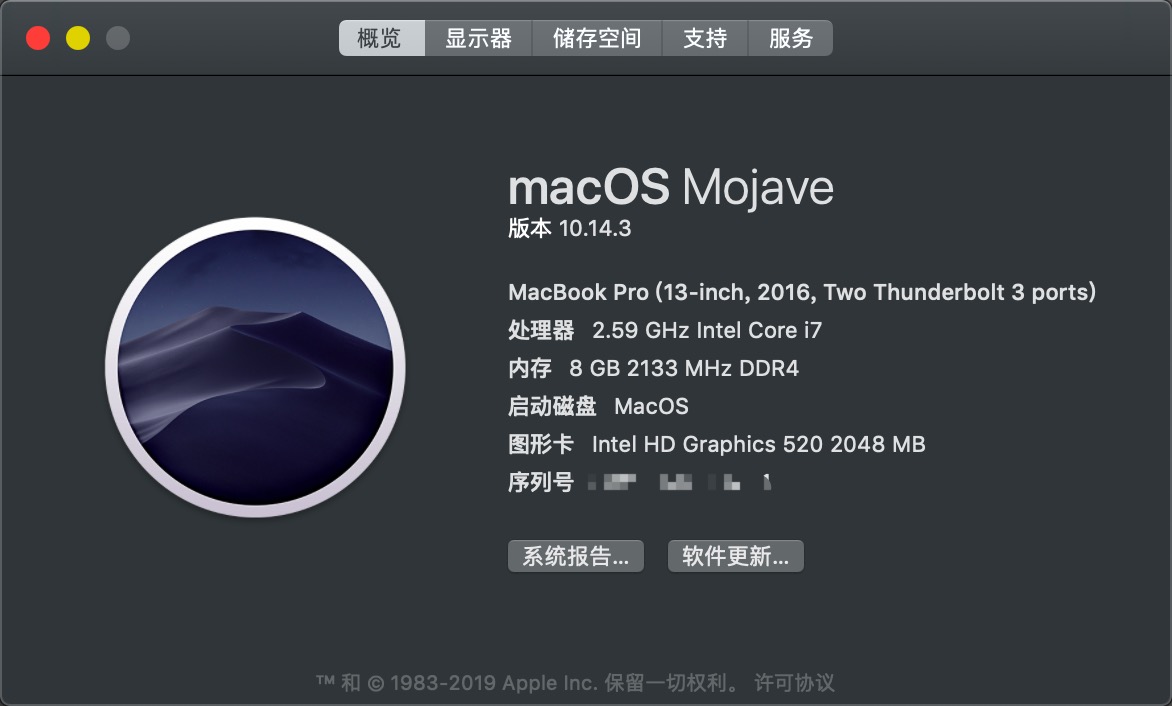 概览 显示器 储存空间 支持 服务
macOS Mojave
版本 10.14.3
MacBook Pro (13-inch, 2016, Two Thunderbolt 3 ports)
处理器 2.59 GHz Intel Core i7
内存 8 GB 2133 MHz DDR4
启动磁盘 MacOS
图形卡 Intel HD Graphics 520 2048 MB
序列号
系统报告... 软件更新...
™ 和 © 1983-2019 Apple Inc. 保留一切权利。 许可协议